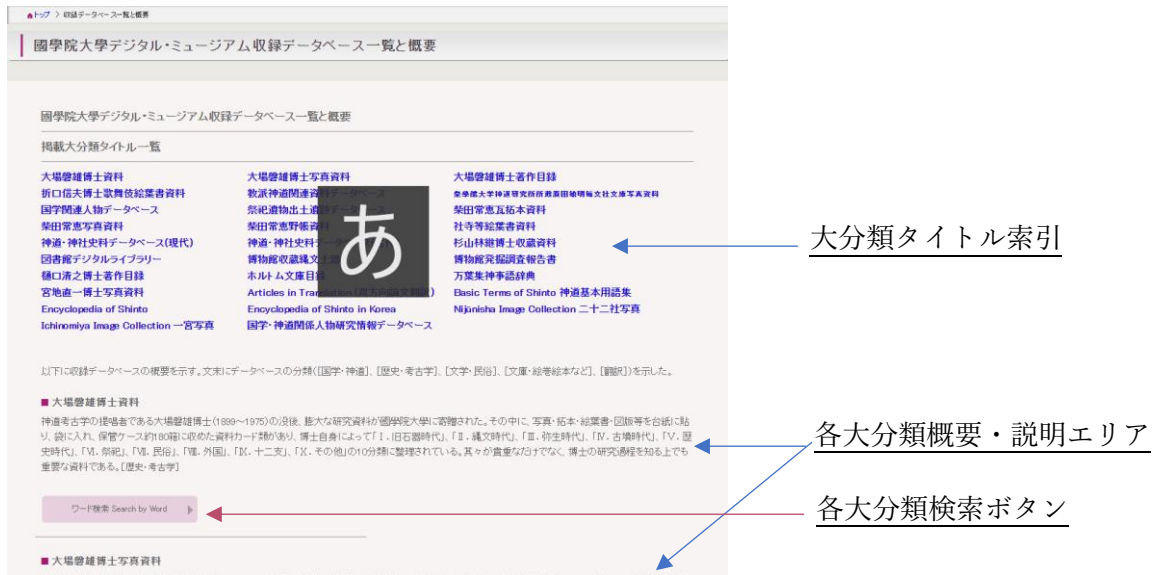 トップ 〉 収録データベース一覧と概要
國學院大學デジタル・ミュージアム収録データベース一覧と概要
國學院大學デジタル・ミュージアム収録データベース一覧と概要
掲載大分類タイトル一覧
大場磐雄博士資料 大場磐雄博士写真資料 大場磐雄博士著作目録
折口信夫博士歌舞伎絵葉書資料 教派神道関連資料データベース
国学関連人物データベース 祭祀遺物出土遺跡データベース 柴田常恵瓦拓本資料
柴田常恵写真資料 柴田常恵野帳資 社寺等絵葉書資料
神道・神社史料データベース(現代) 神道・神社史料デ 杉山林継博士収蔵資料
図書館デジタルライブラリー 博物館収蔵縄文土 博物館発掘調査報告書
樋口清之博士著作目録 ホルトム文庫目 万葉集神事語辞典
宮地直一博士写真資料 Articles in Translation Basic Terms of Shinto 神道基本用語集
Encyclopedia of Shinto Encyclopedia of Shinto in Korea Nijūnisha Image Collection 二十二社写真
Ichinomiya Image Collection 一宮写真 国学・神道関係人物研究情報データベース
あ
大分類タイトル索引
以下に収録データベースの概要を示す。文末にデータベースの分類([国学・神道]、[歴史・考古学]、[文学・民俗]、[文庫・絵巻絵本など]、[翻訳])を示した。
■ 大場磐雄博士資料
神道考古学の提唱者である大場磐雄博士(1899～1975)の没後、膨大な研究資料が國學院大學に寄贈された。その中に、写真・拓本・絵葉書・図版等を台紙に貼
り、袋に入れ、保管ケース約180箱に収めた資料カード類があり、博士自身によって「Ⅰ．旧石器時代」、「Ⅱ．縄文時代」、「Ⅲ．弥生時代」、「Ⅳ．古墳時代」、「Ⅴ．歴
史時代」、「Ⅵ．祭祀」、「Ⅶ．民俗」、「Ⅷ．外国」、「Ⅸ．十二支」、「Ⅹ．その他」の10分類に整理されている。其々が貴重なだけでなく、博士の研究過程を知る上でも
重要な資料である。[歴史・考古学]
各大分類概要・説明エリア
ワード検索 Search by Word
各大分類検索ボタン
■ 大場磐雄博士写真資料